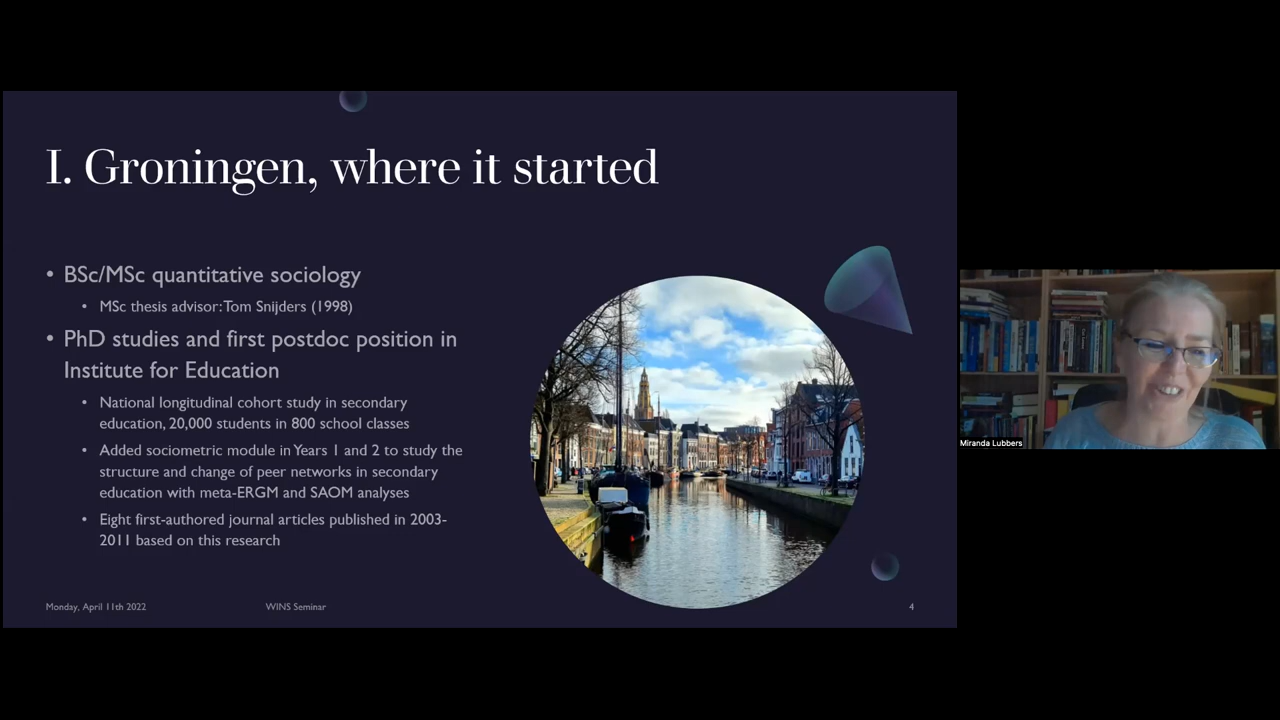 I. Groningen, where it started
• BSc/MSc quantitative sociology
• MSc thesis advisor: Tom Snijders (1998)
• PhD studies and first postdoc position in
Institute for Education
• National longitudinal cohort study in secondary
education, 20,000 students in 800 school classes
• Added sociometric module in Years 1 and 2 to study the
structure and change of peer networks in secondary
education with meta-ERGM and SAOM analyses
• Eight first-authored journal articles published in 2003-
2011 based on this research
Monday, April 11th 2022
WINS Seminar
4
Miranda Lubbers